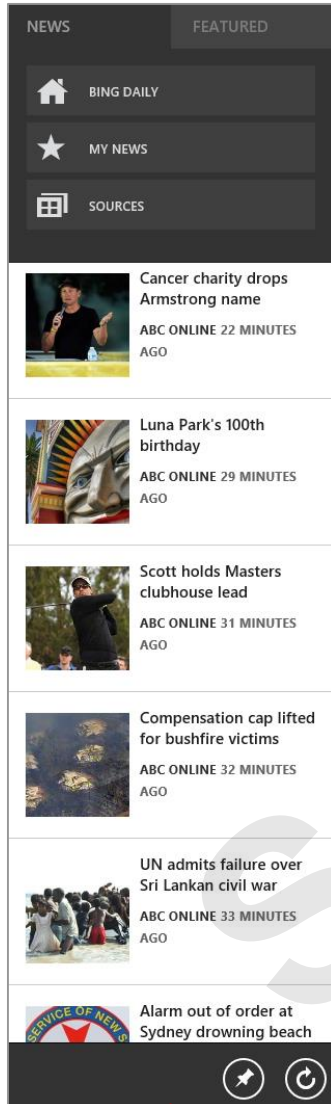 NEWS
FEATURED
BING DAILY
MY NEWS
SOURCES
Cancer charity drops
Armstrong name
ABC ONLINE 22 MINUTES
AGO
Luna Park's 100th
birthday
ABC ONLINE 29 MINUTES
AGO
Scott holds Masters
clubhouse lead
ABC ONLINE 31 MINUTES
AGO
Compensation cap lifted
for bushfire victims
ABC ONLINE 32 MINUTES
AGO
UN admits failure over
Sri Lankan civil war
ABC ONLINE 33 MINUTES
AGO
SERVICE OF NEW S
Alarm out of order at
Sydney drowning beach
S